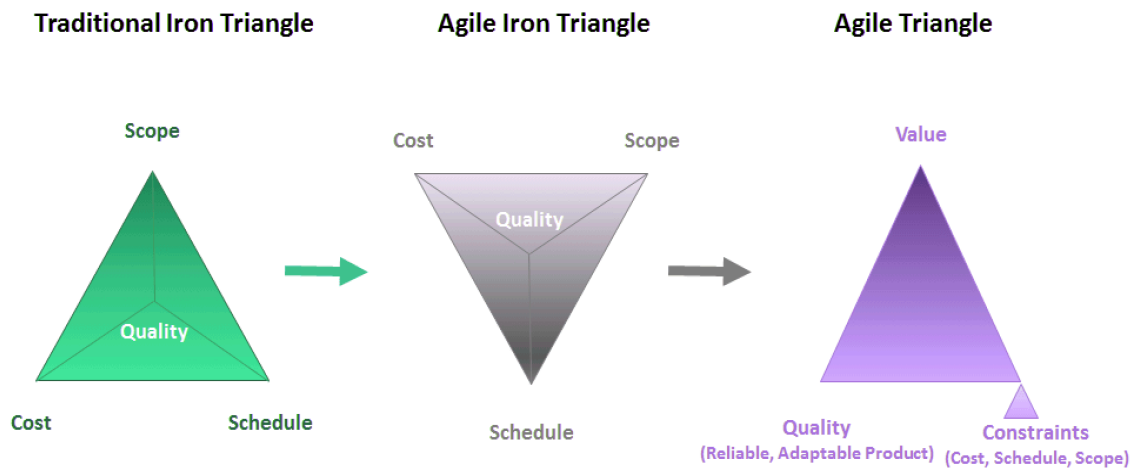 Traditional Iron Triangle
Agile Iron Triangle
Agile Triangle
Scope
Quality
Cost
Schedule
Cost
Scope
Quality
Schedule
Value
Quality
(Reliable, Adaptable Product)
Constraints
(Cost, Schedule, Scope)